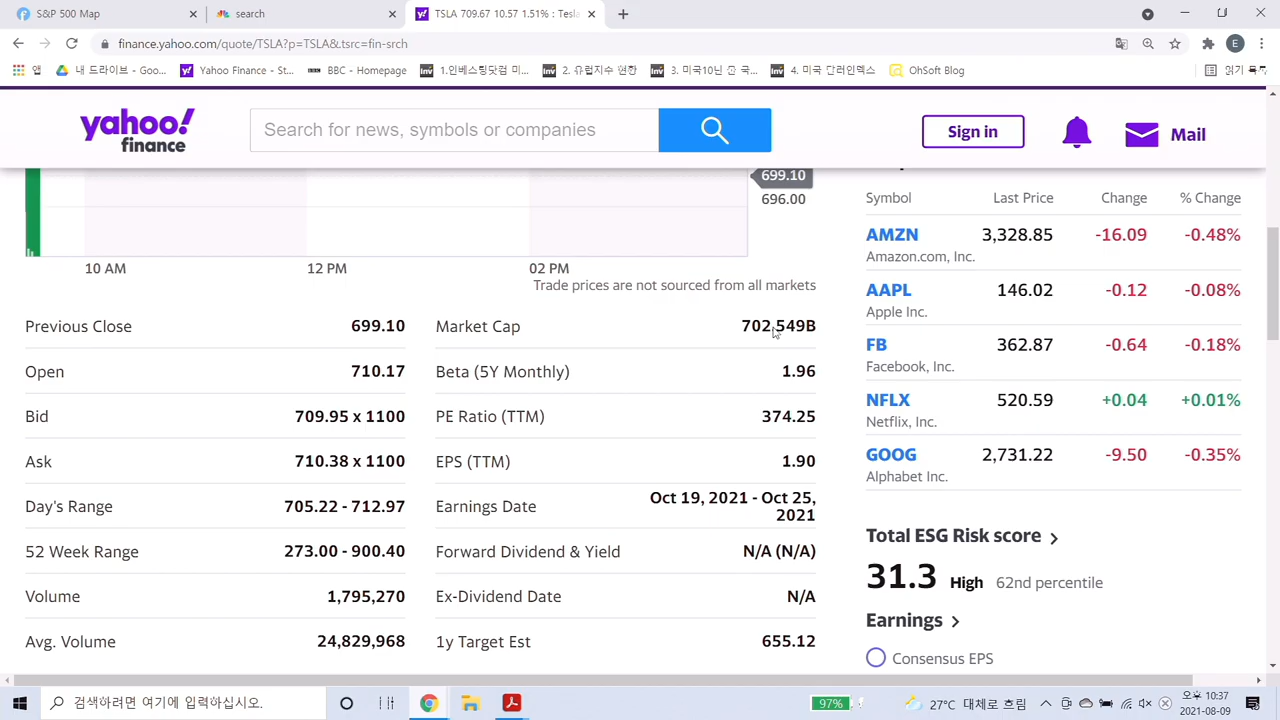 S&P 500 Map
search
TSLA 709.67 10.57 1.51% : Tesla
finance.yahoo.com/quote/TSLA?p=TSLA&.tsrc=fin-srch
E
앱
내 드라이브 - Goo...
Yahoo Finance - St...
BBC - Homepage
1.인베스팅닷컴 미...
2. 유럽지수 현황
3. 미국10년 물 국...
4. 미국 달러인덱스
OhSoft Blog
읽기 목록
yahoo!
finance
Search for news, symbols or companies
Sign in
Mail
699.10
696.00
10 AM
12 PM
02 PM
Trade prices are not sourced from all markets
Previous Close 699.10
Open 710.17
Bid 709.95 x 1100
Ask 710.38 x 1100
Day's Range 705.22 - 712.97
52 Week Range 273.00 - 900.40
Volume 1,795,270
Avg. Volume 24,829,968
Market Cap 702.549B
Beta (5Y Monthly) 1.96
PE Ratio (TTM) 374.25
EPS (TTM) 1.90
Earnings Date Oct 19, 2021 - Oct 25,
2021
Forward Dividend & Yield N/A (N/A)
Ex-Dividend Date N/A
1y Target Est 655.12
Symbol Last Price Change % Change
AMZN 3,328.85 -16.09 -0.48%
Amazon.com, Inc.
AAPL 146.02 -0.12 -0.08%
Apple Inc.
FB 362.87 -0.64 -0.18%
Facebook, Inc.
NFLX 520.59 +0.04 +0.01%
Netflix, Inc.
GOOG 2,731.22 -9.50 -0.35%
Alphabet Inc.
Total ESG Risk score
31.3 High 62nd percentile
Earnings
Consensus EPS
검색하려면 여기에 입력하십시오.
97%
27°C 대체로 흐림
오후 10:37
2021-08-09